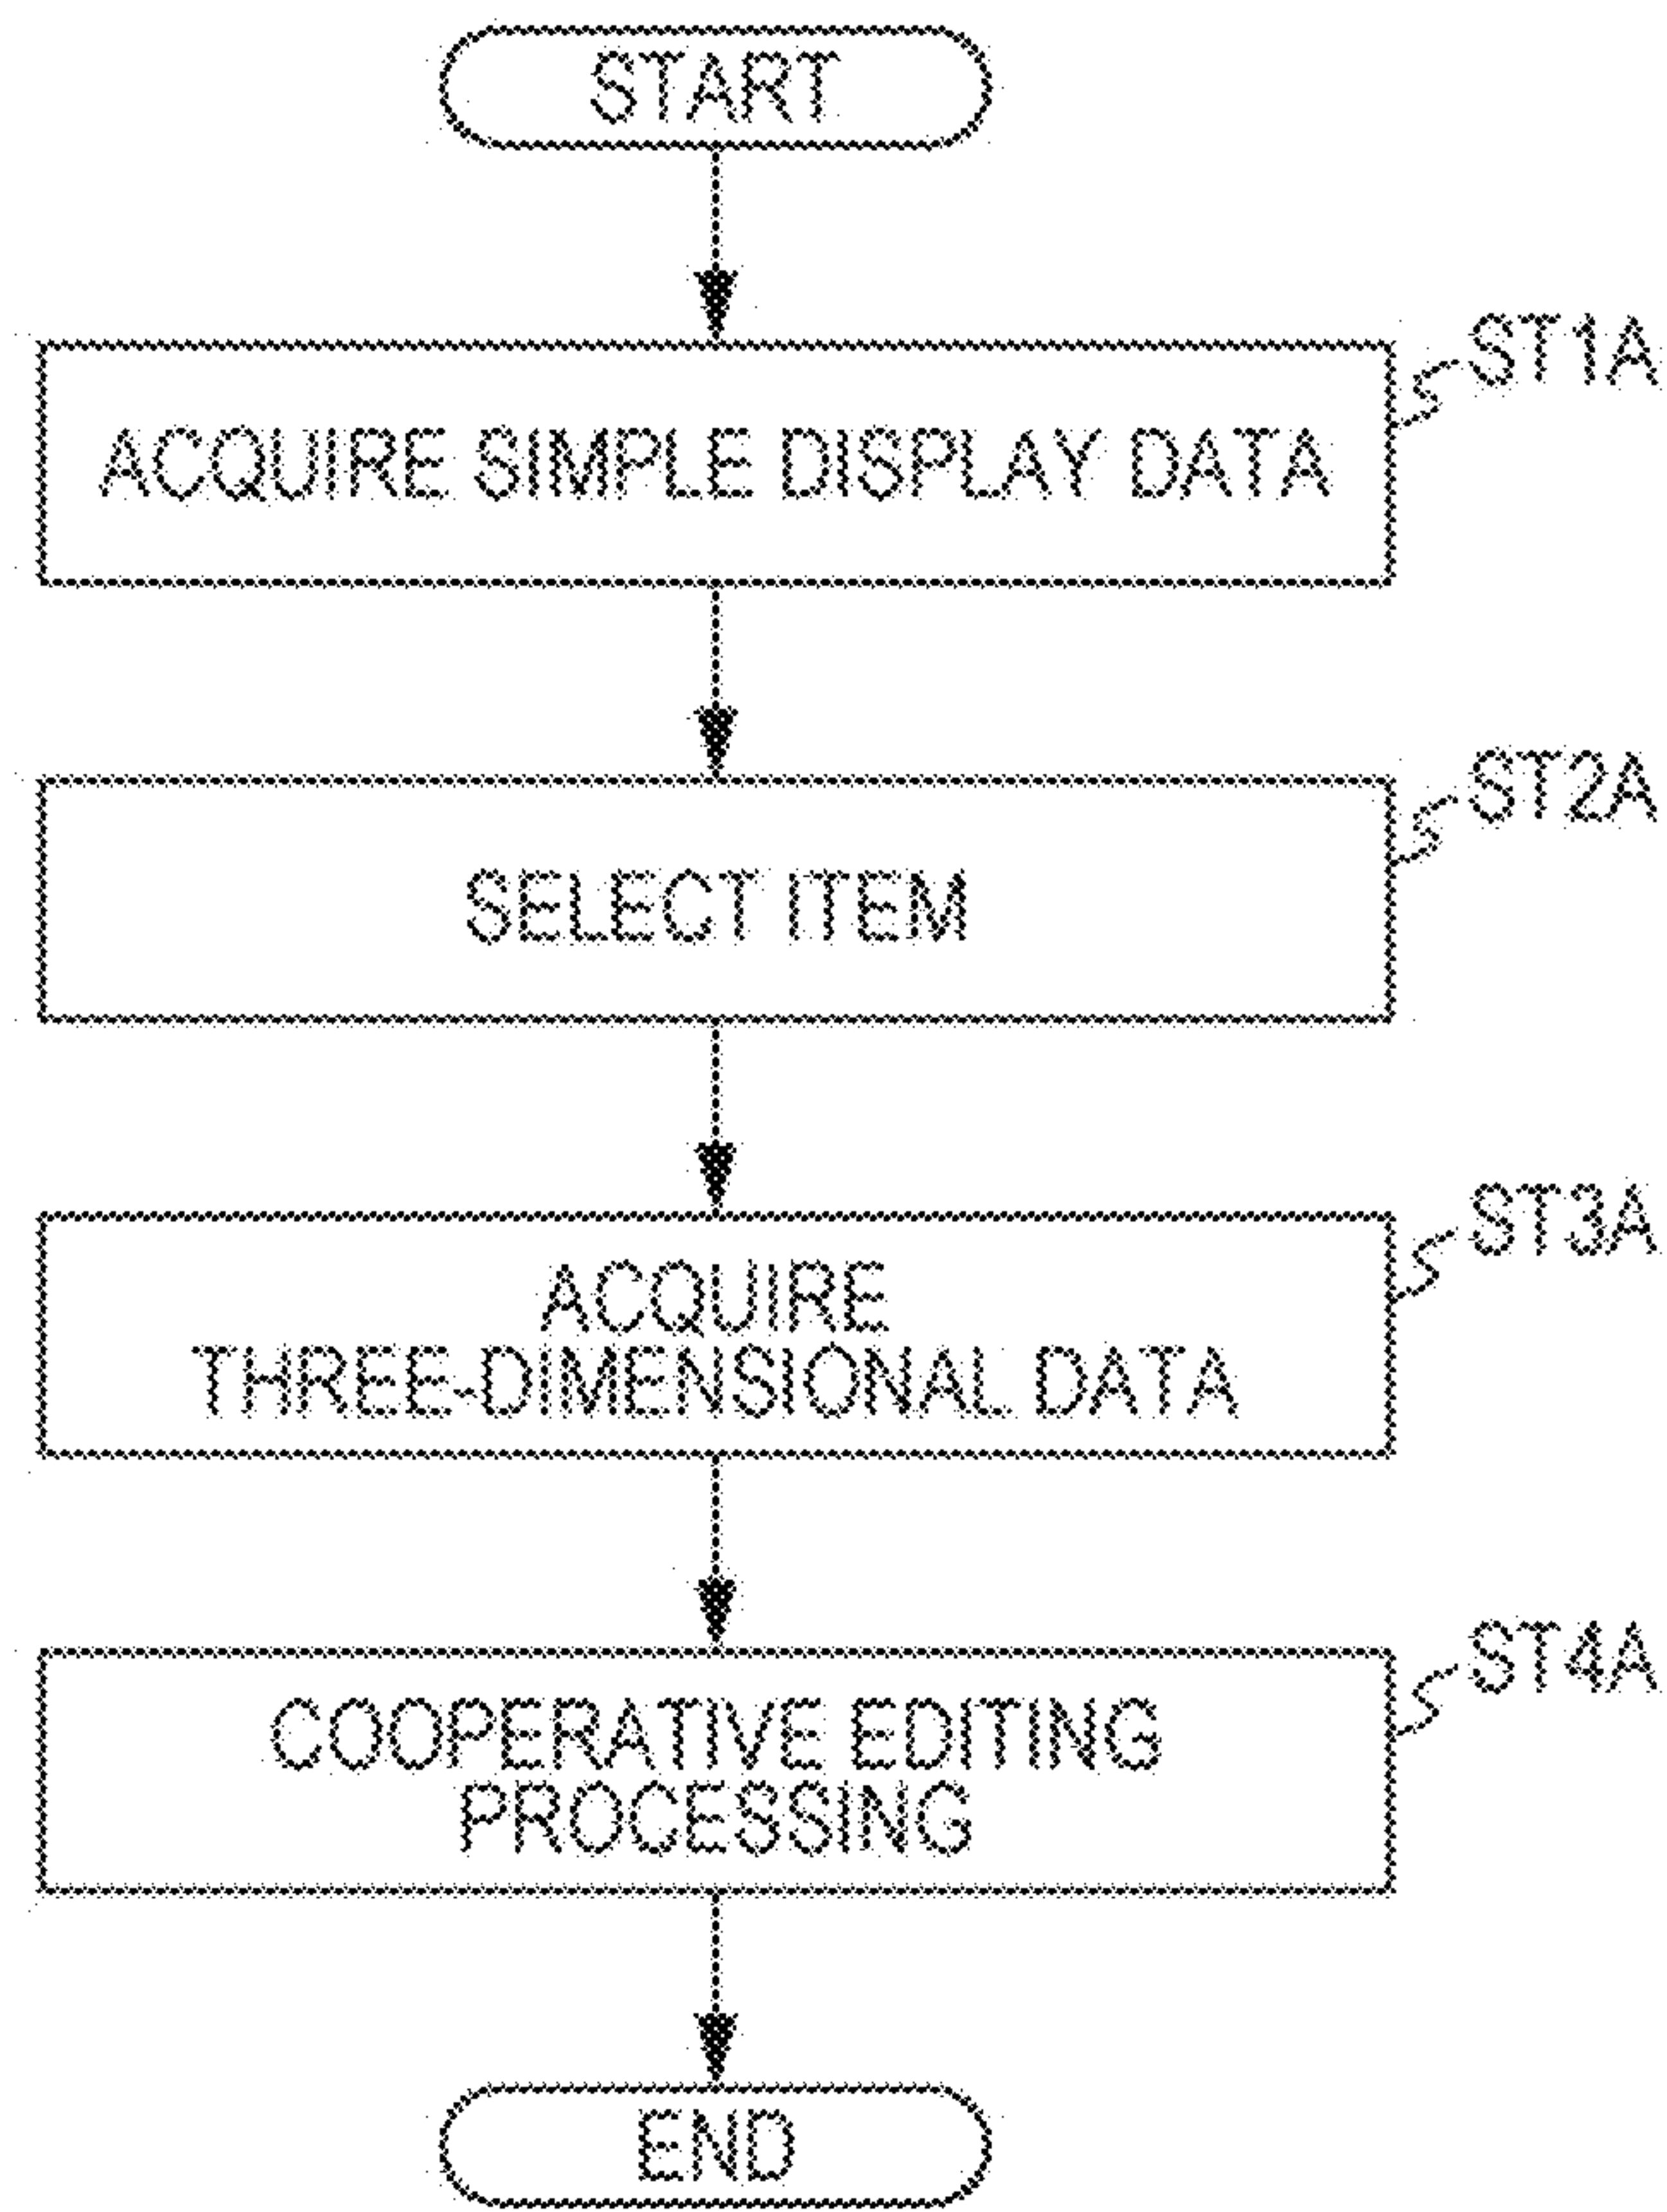 START
ST1A
ACQUIRE SIMPLE DISPLAY DATA
ST2A
SELECT ITEM
ST3A
ACQUIRE
THREE-DIMENSIONAL DATA
ST4A
COOPERATIVE EDITING
PROCESSING
END